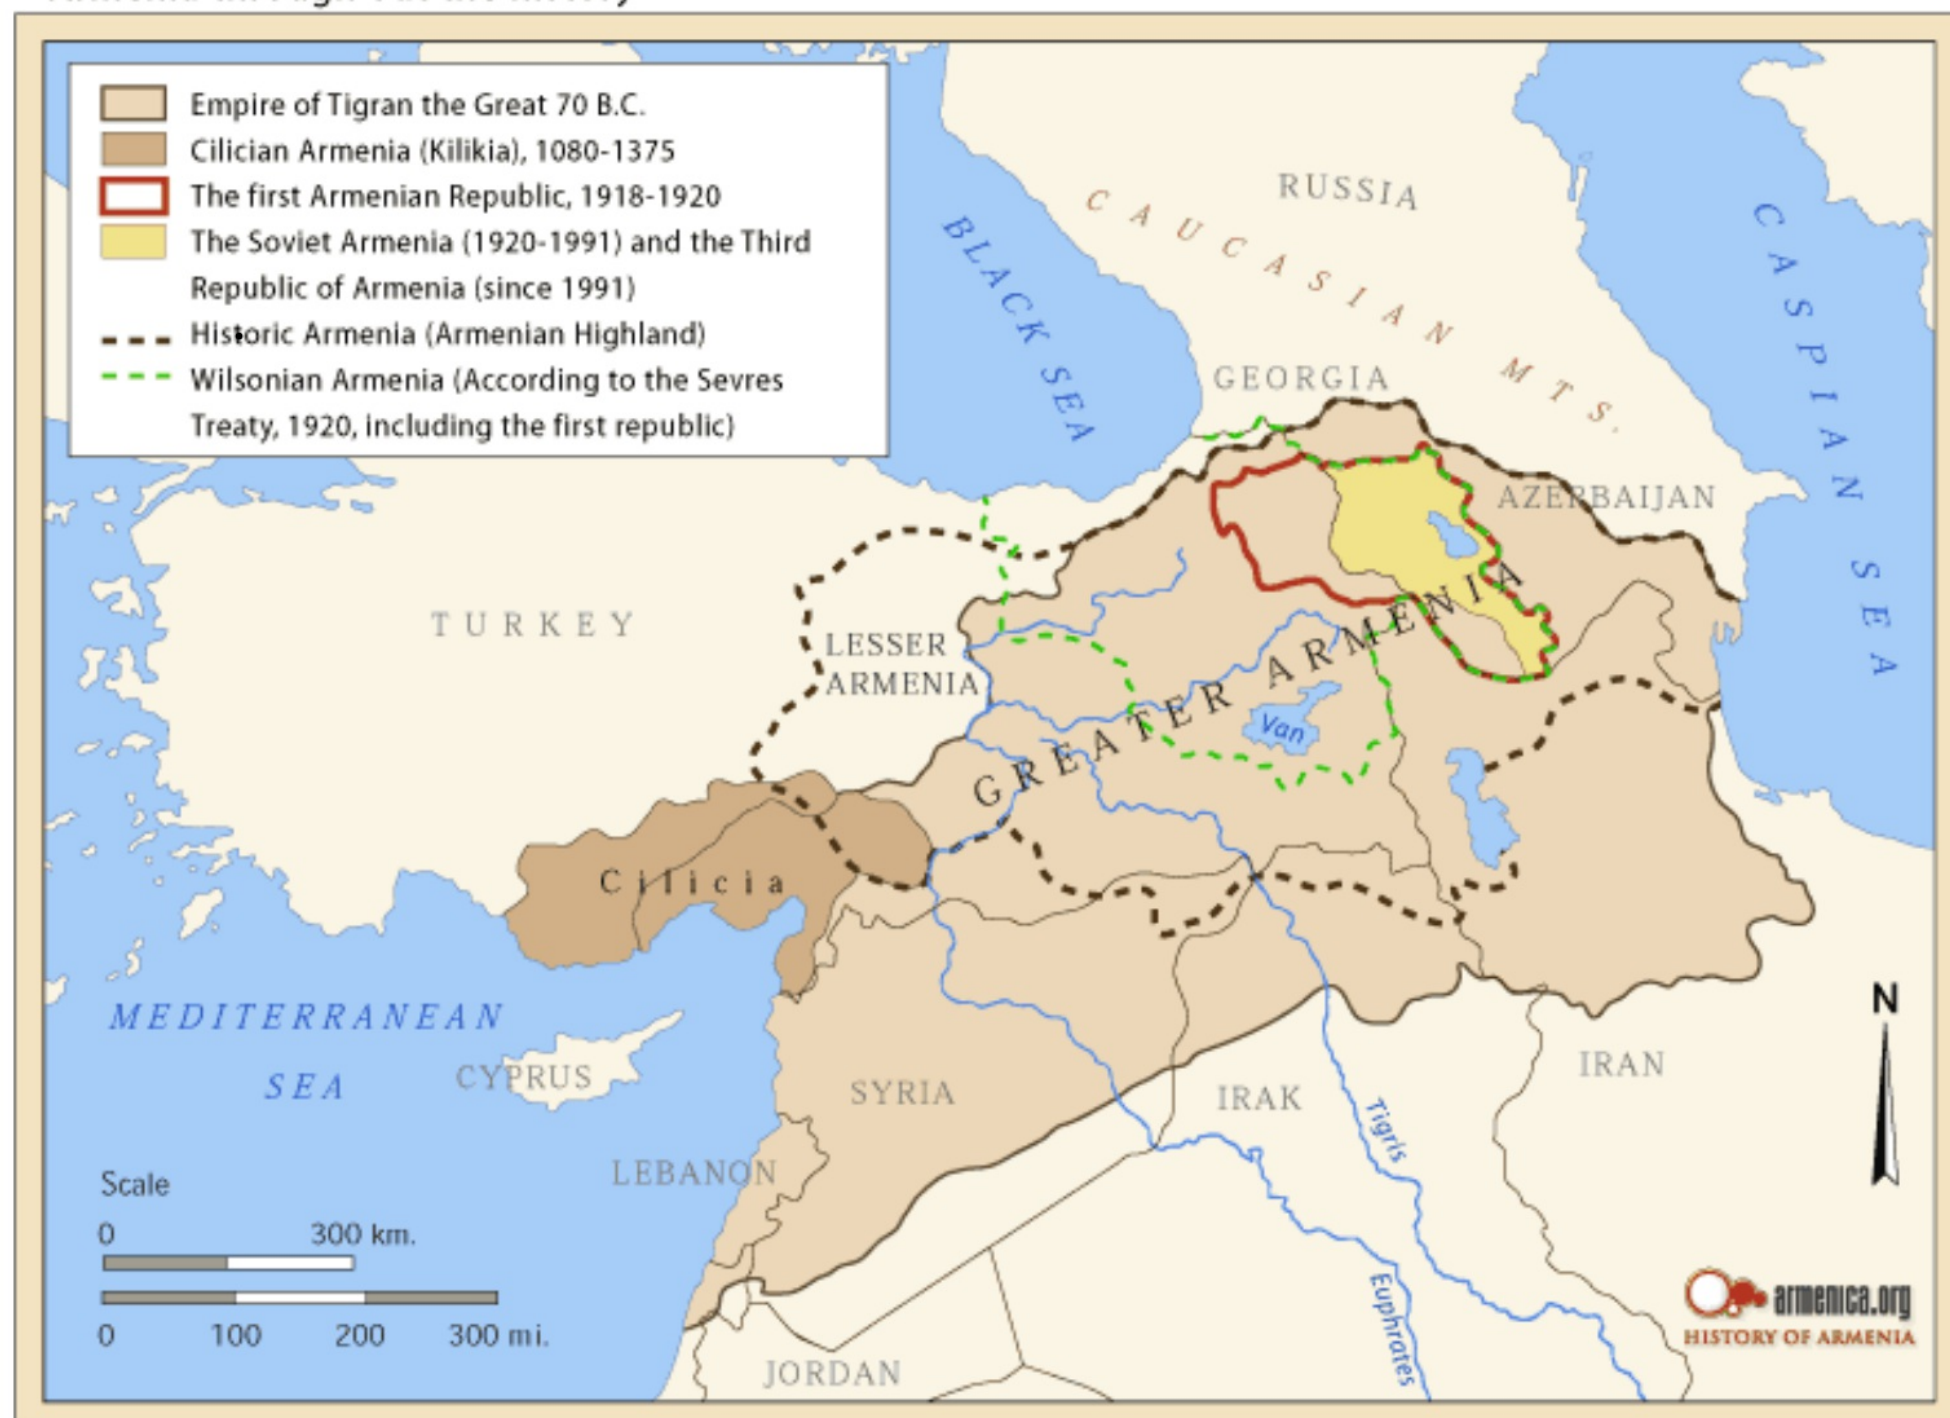 Empire of Tigran the Great 70 B.C.
Cilician Armenia (Kilikia), 1080-1375
The first Armenian Republic, 1918-1920
The Soviet Armenia (1920-1991) and the Third
Republic of Armenia (since 1991)
Historic Armenia (Armenian Highland)
Wilsonian Armenia (According to the Sevres
Treaty, 1920, including the first republic)
RUSSIA
CAUCASIAN MTS.
BLACK SEA
CASPIAN SEA
GEORGIA
AZERBAIJAN
TURKEY
LESSER
ARMENIA
GREATER ARMENIA
Van
Cilicia
MEDITERRANEAN
SEA
CYPRUS
SYRIA
IRAK
IRAN
Tigris
LEBANON
Euphrates
JORDAN
N
Scale
0 300 km.
0 100 200 300 mi.
armenica.org
HISTORY OF ARMENIA